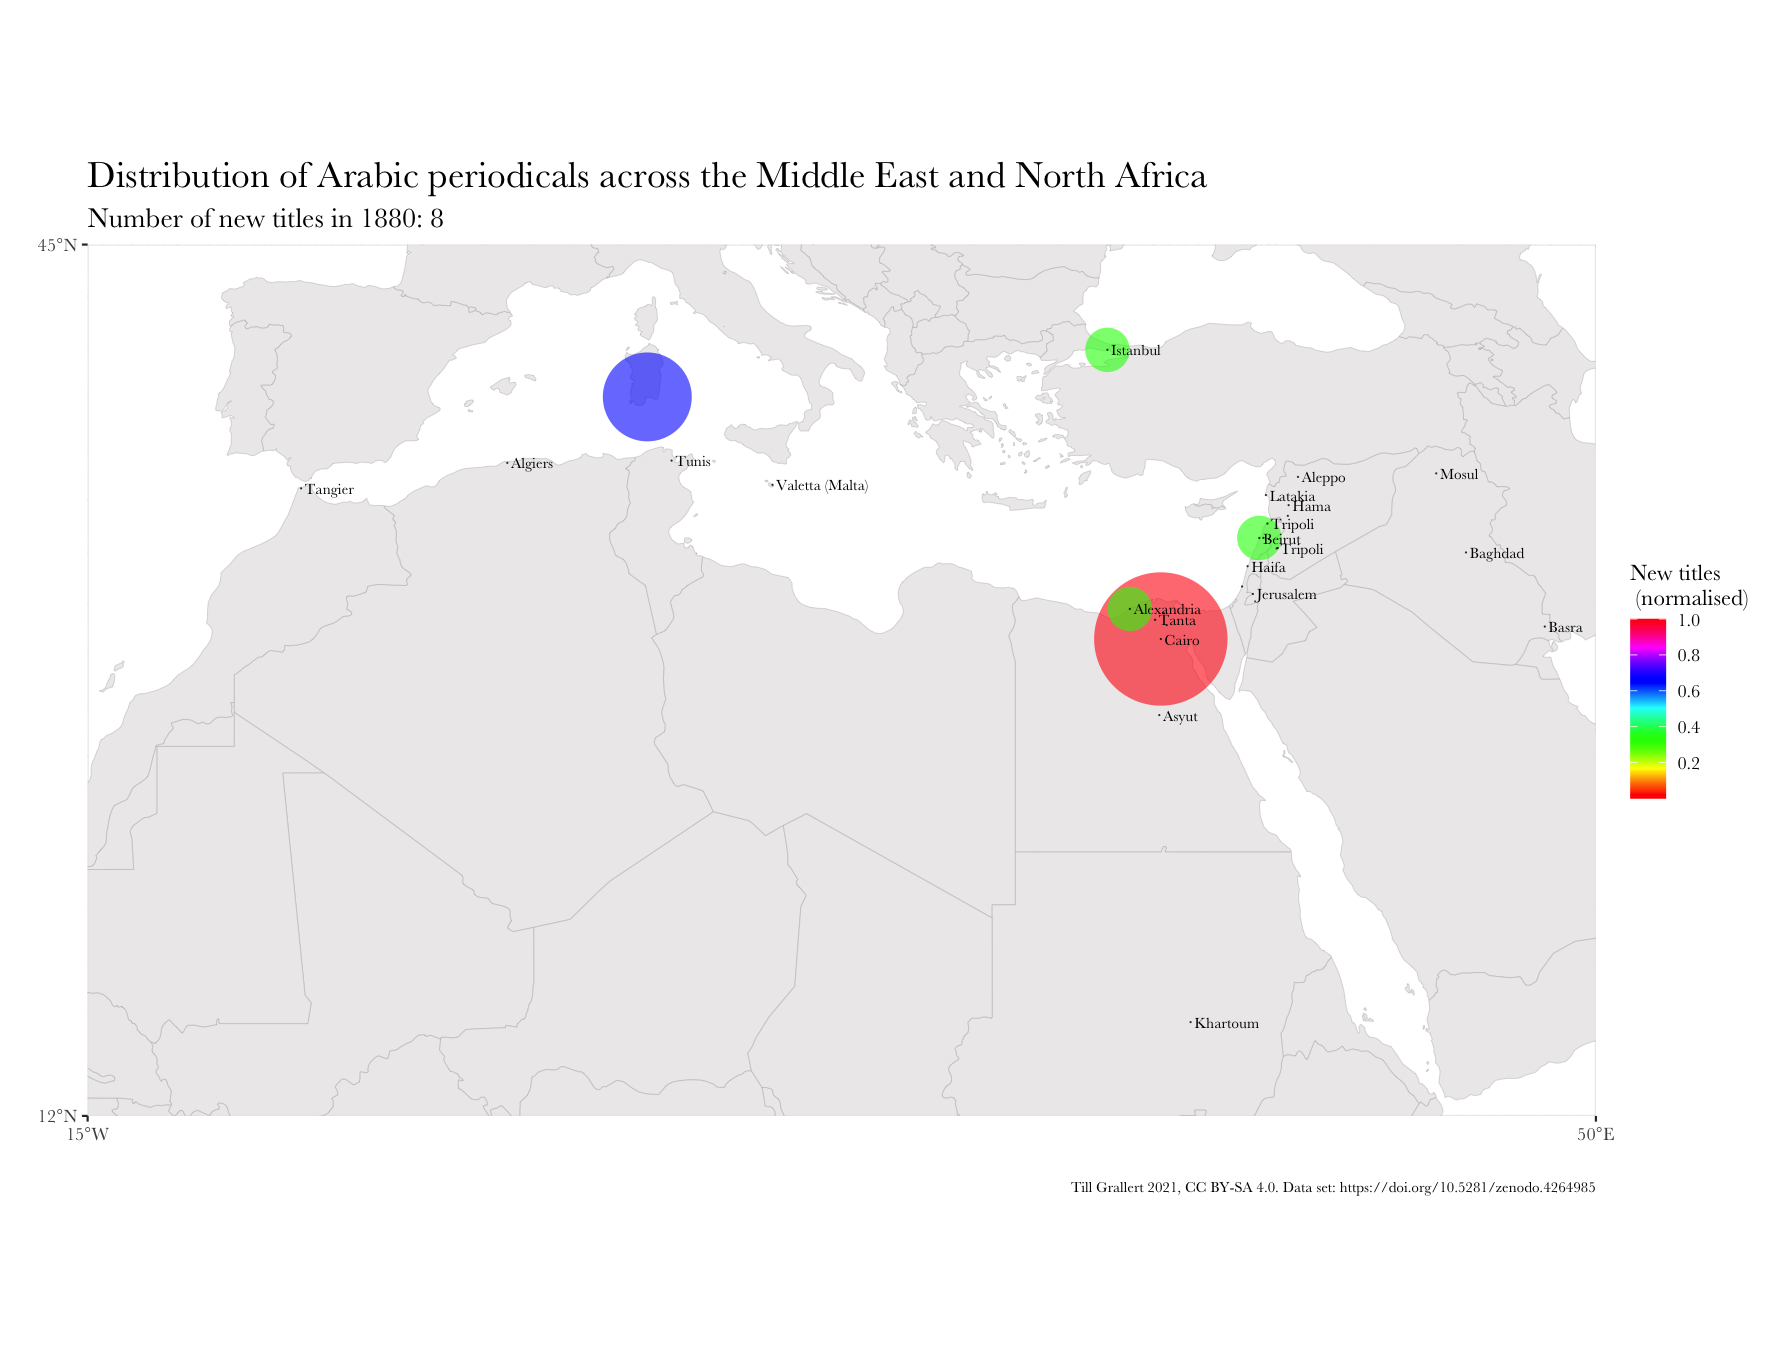 Distribution of Arabic periodicals across the Middle East and North Africa
Number of new titles in 1880: 8
45°N
Istanbul
Algiers
Tunis
Tangier
Valetta (Malta)
Aleppo
Mosul
Latakia
Hama
Tripoli
Beirut
Tripoli
Baghdad
Haifa
Jerusalem
Alexandria
Tanta
Cairo
Basra
Asyut
Khartoum
New titles
(normalised)
1.0
0.8
0.6
0.4
0.2
12°N
15°W
50°E
Till Grallert 2021, CC BY-SA 4.0. Data set: https://doi.org/10.5281/zenodo.4264985